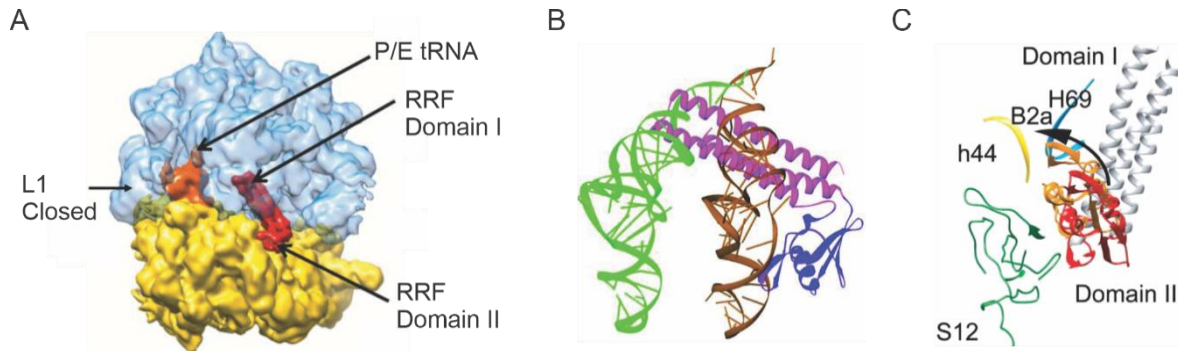 A
P/E tRNA
RRF
Domain I
L1
Closed
RRF
Domain II
B
C
Domain I
H69
B2a
h44
Domain II
S12